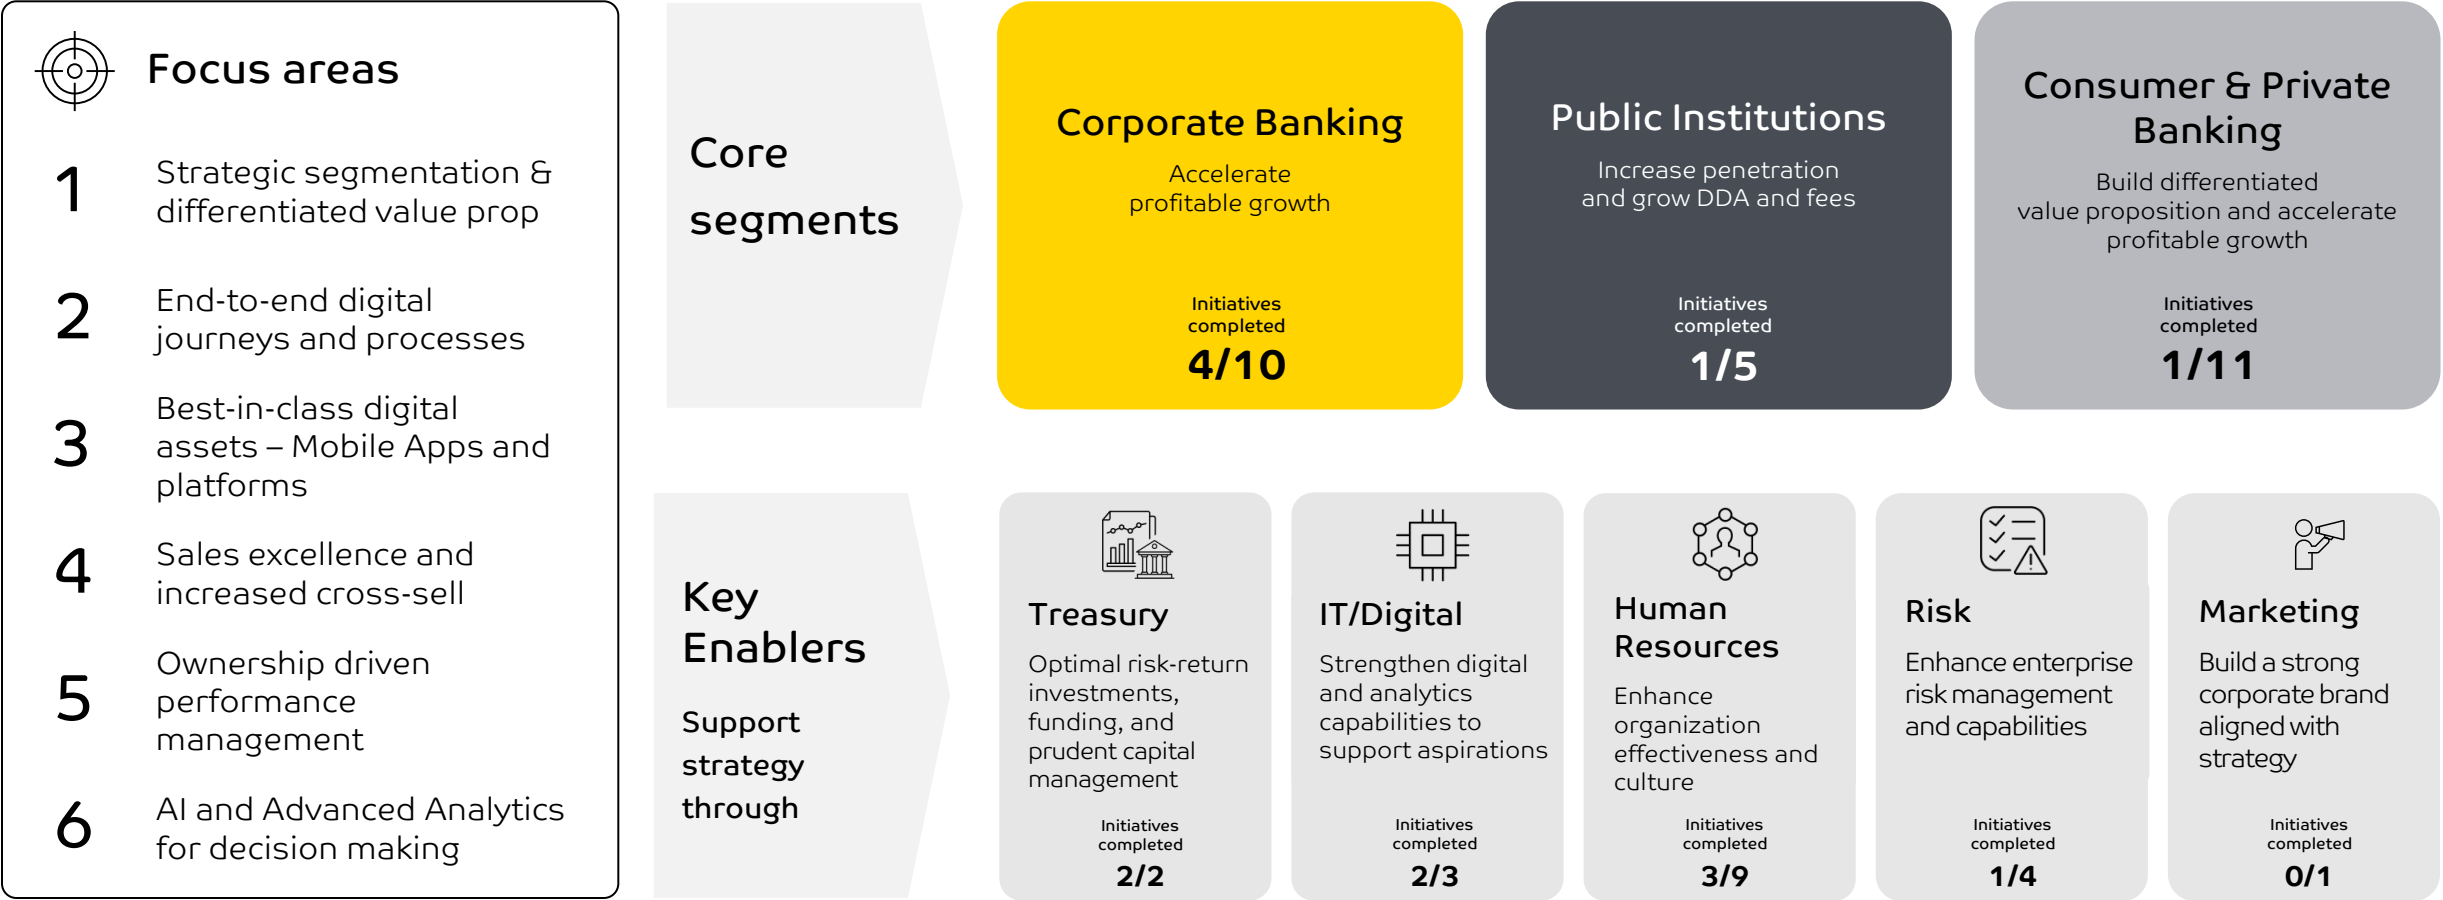 Focus areas
1
Strategic segmentation &
differentiated value prop
2
End-to-end digital
journeys and processes
3
Best-in-class digital
assets – Mobile Apps and
platforms
4
Sales excellence and
increased cross-sell
5
Ownership driven
performance
management
6
AI and Advanced Analytics
for decision making
Core
segments
Corporate Banking
Accelerate
profitable growth
Initiatives
completed
4/10
Public Institutions
Increase penetration
and grow DDA and fees
Initiatives
completed
1/5
Consumer & Private
Banking
Build differentiated
value proposition and accelerate
profitable growth
Initiatives
completed
1/11
Key
Enablers
Support
strategy
through
Treasury
Optimal risk-return
investments,
funding, and
prudent capital
management
Initiatives
completed
2/2
IT/Digital
Strengthen digital
and analytics
capabilities to
support aspirations
Initiatives
completed
2/3
Human
Resources
Enhance
organization
effectiveness and
culture
Initiatives
completed
3/9
Risk
Enhance enterprise
risk management
and capabilities
Initiatives
completed
1/4
Marketing
Build a strong
corporate brand
aligned with
strategy
Initiatives
completed
0/1